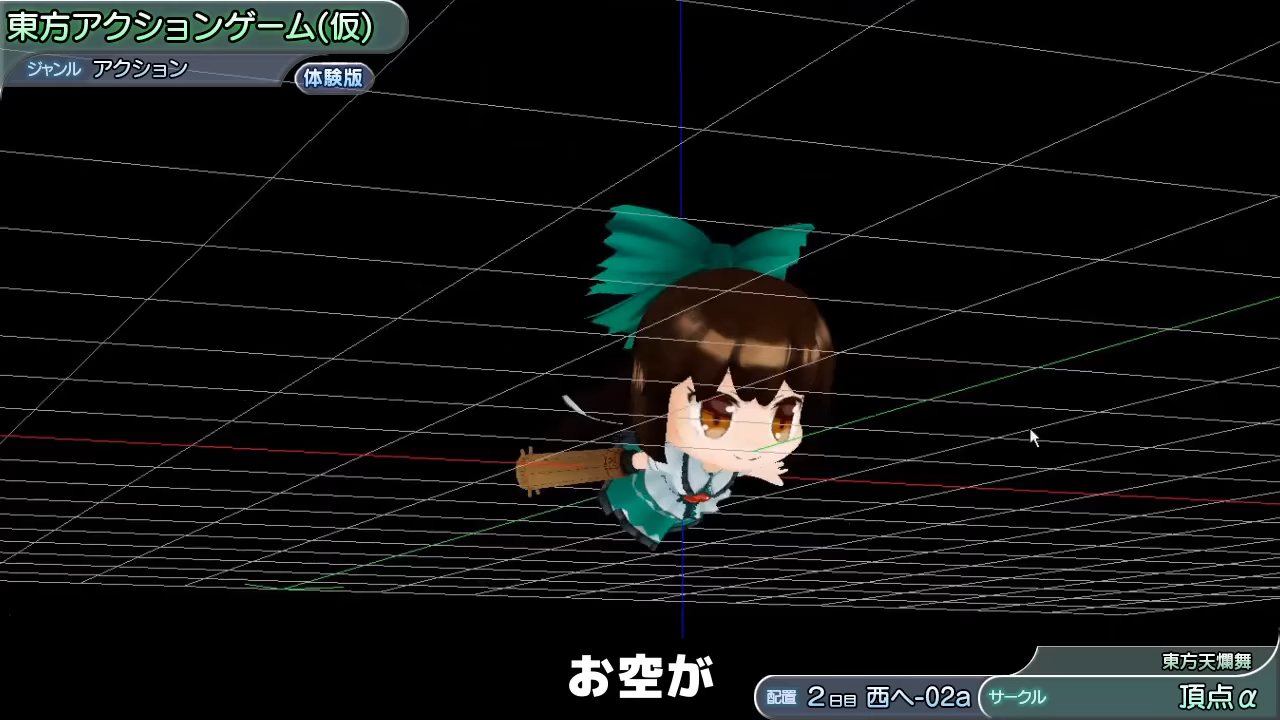 東方アクションゲーム(仮)
ジャンル アクション
体験版
お空が
東方天爛舞
配置 2日目 西へ-02a
サークル 頂点α